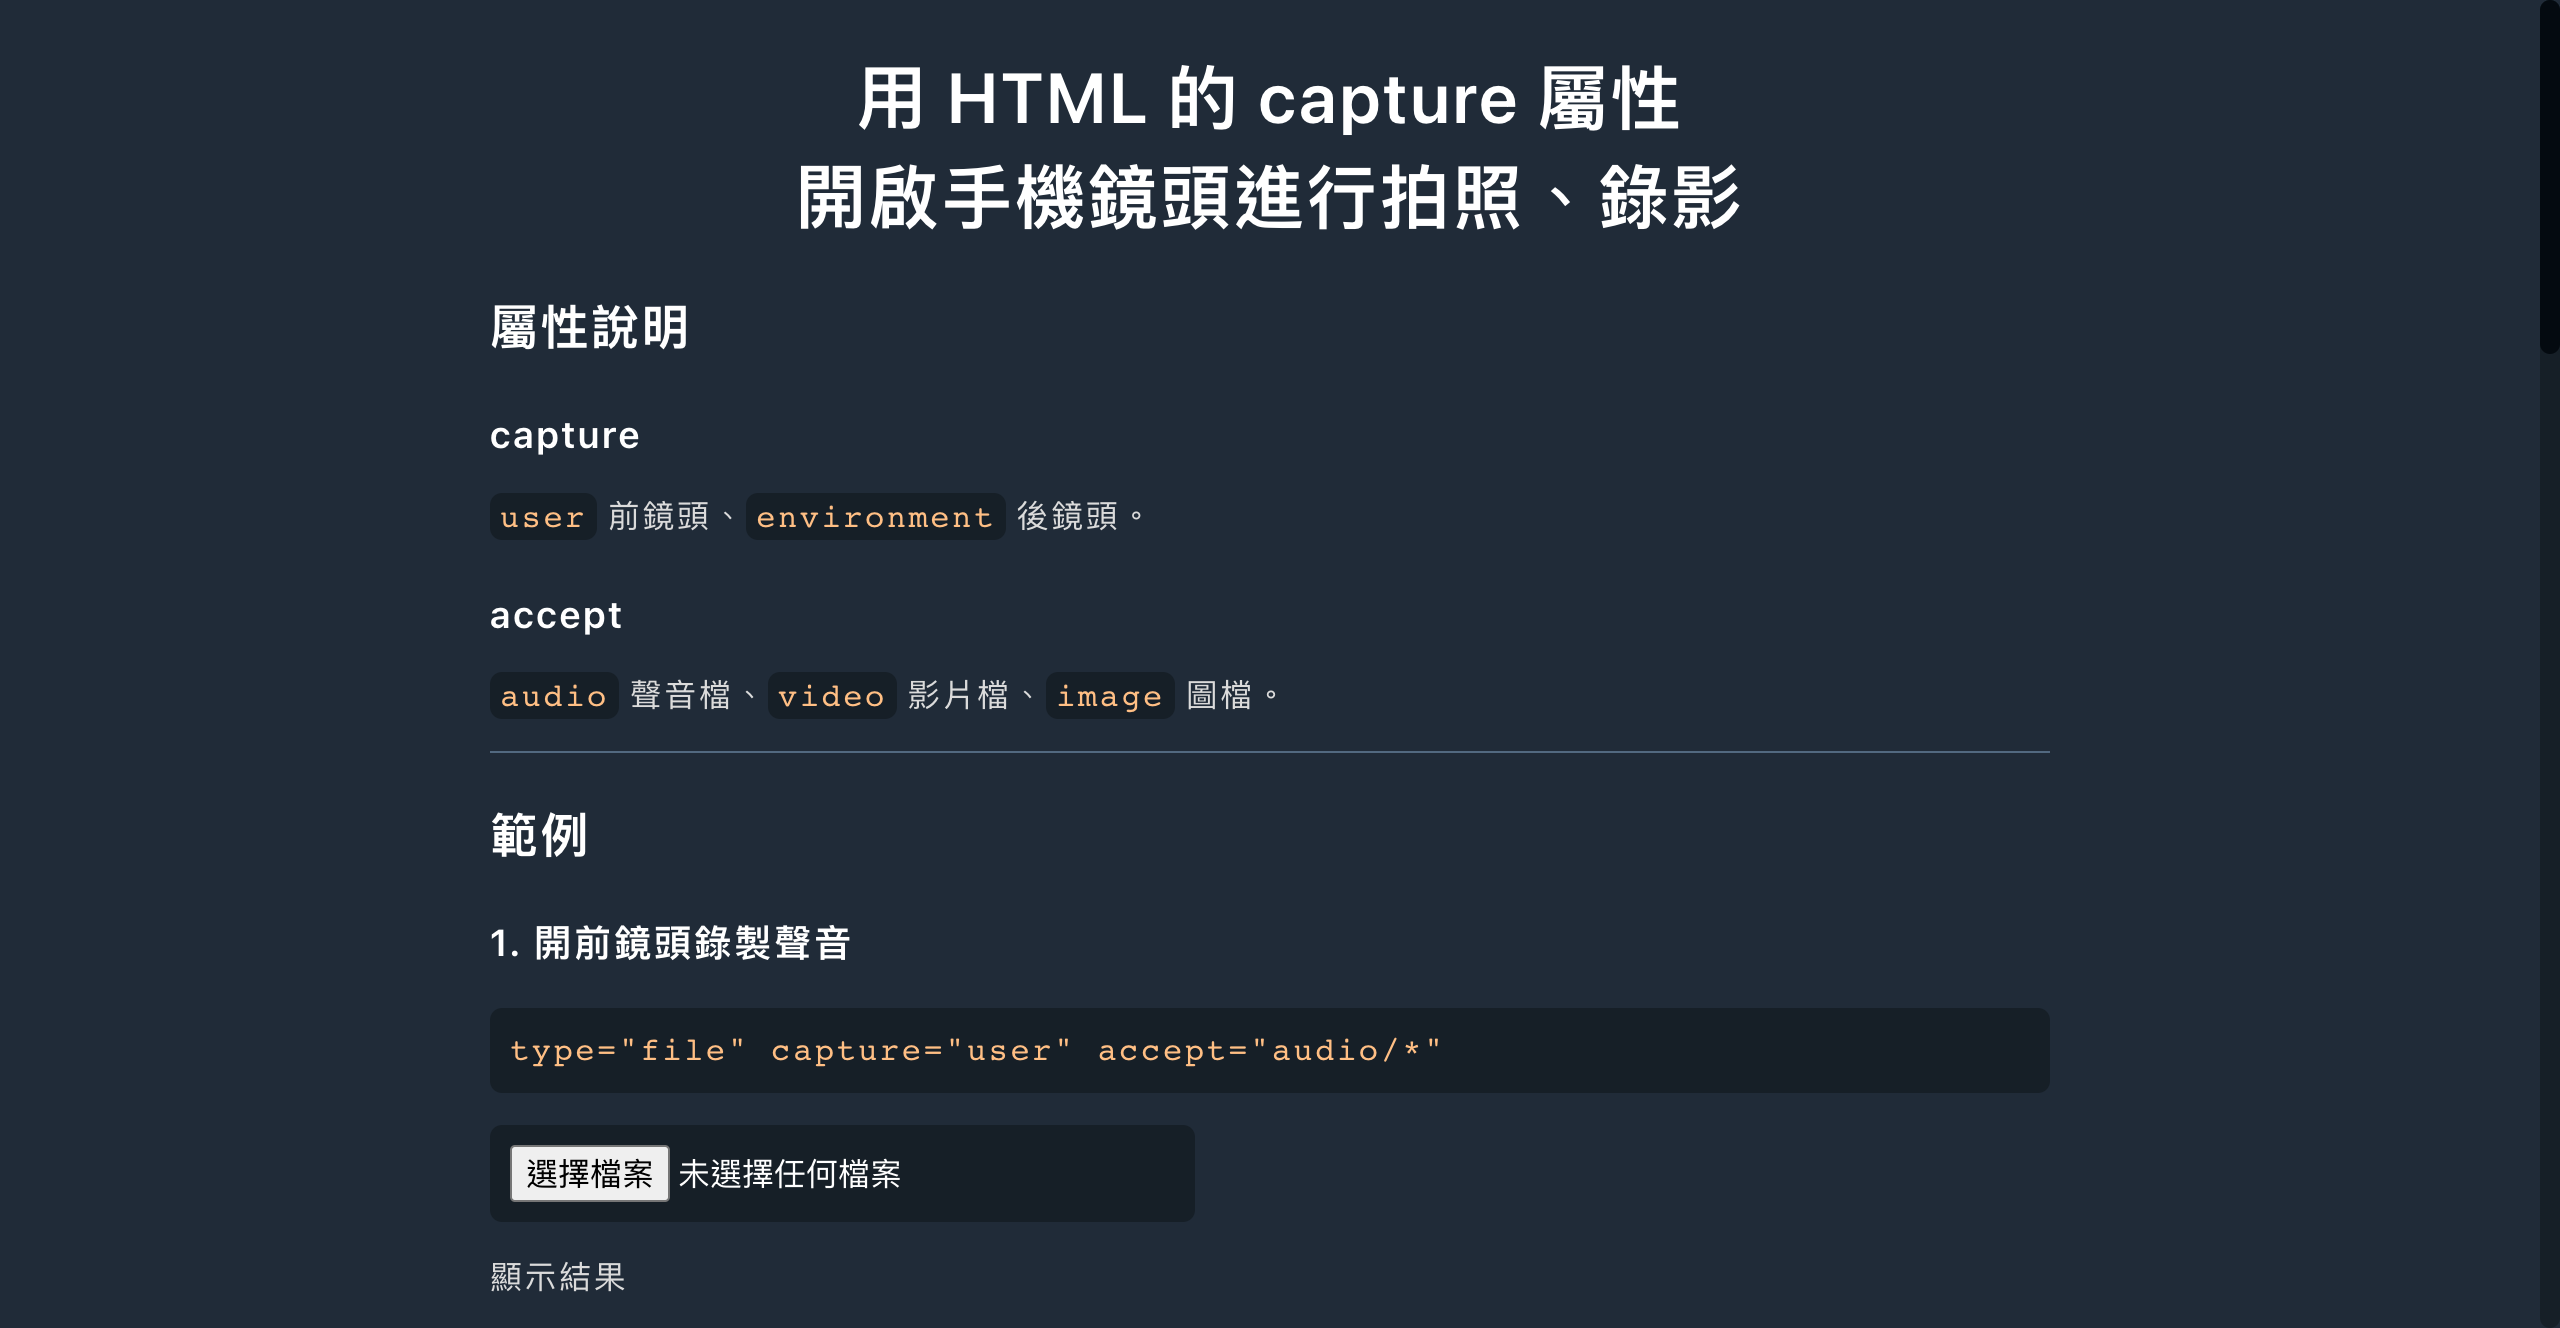 用 HTML 的 capture 屬性
開啟手機鏡頭進行拍照、錄影
屬性說明
capture
user 前鏡頭、environment 後鏡頭。
accept
audio 聲音檔、video 影片檔、image 圖檔。
範例
1. 開前鏡頭錄製聲音
type="file" capture="user" accept="audio/*"
選擇檔案 未選擇任何檔案
顯示結果